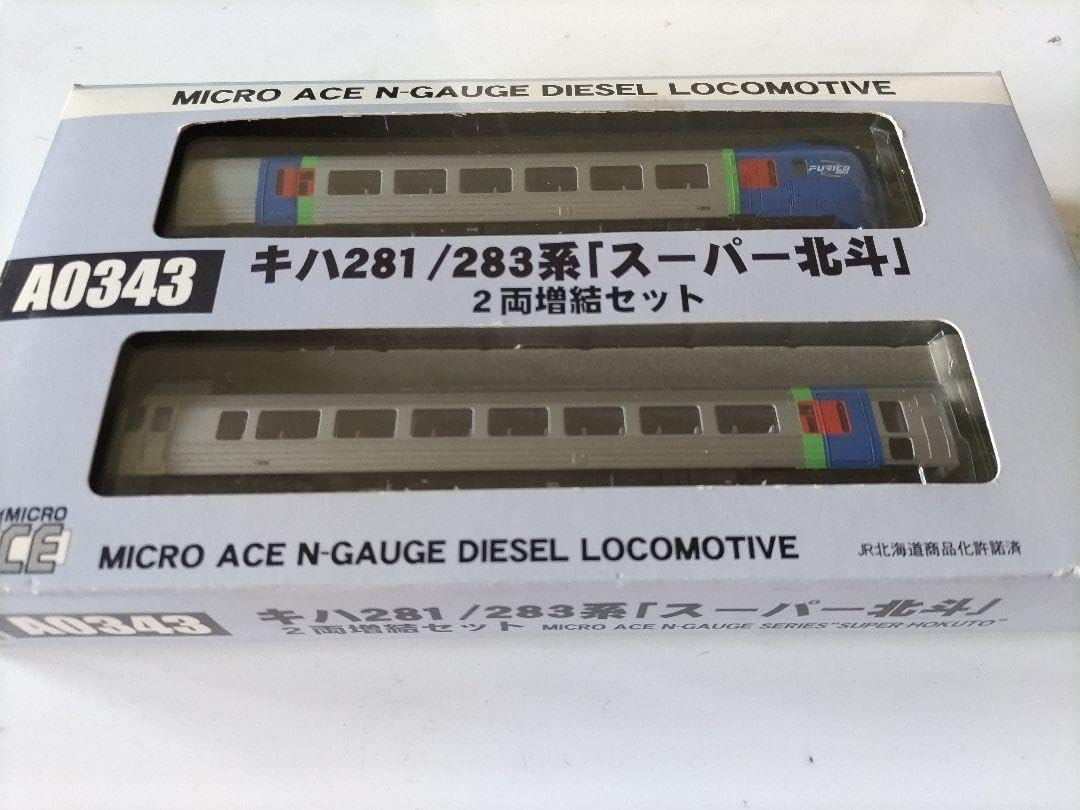 MICRO ACE N-GAUGE DIESEL LOCOMOTIVE
FURICO
A0343
キハ281/283系「スーパー北斗」
2両増結セット
MICRO
CE
MICRO ACE N-GAUGE DIESEL LOCOMOTIVE
JR北海道商品化許諾済
A0343
キハ281/283系「スーパー北斗」
2両増結セット MICRO ACE N-GAUGE SERIES "SUPER HOKUTO"